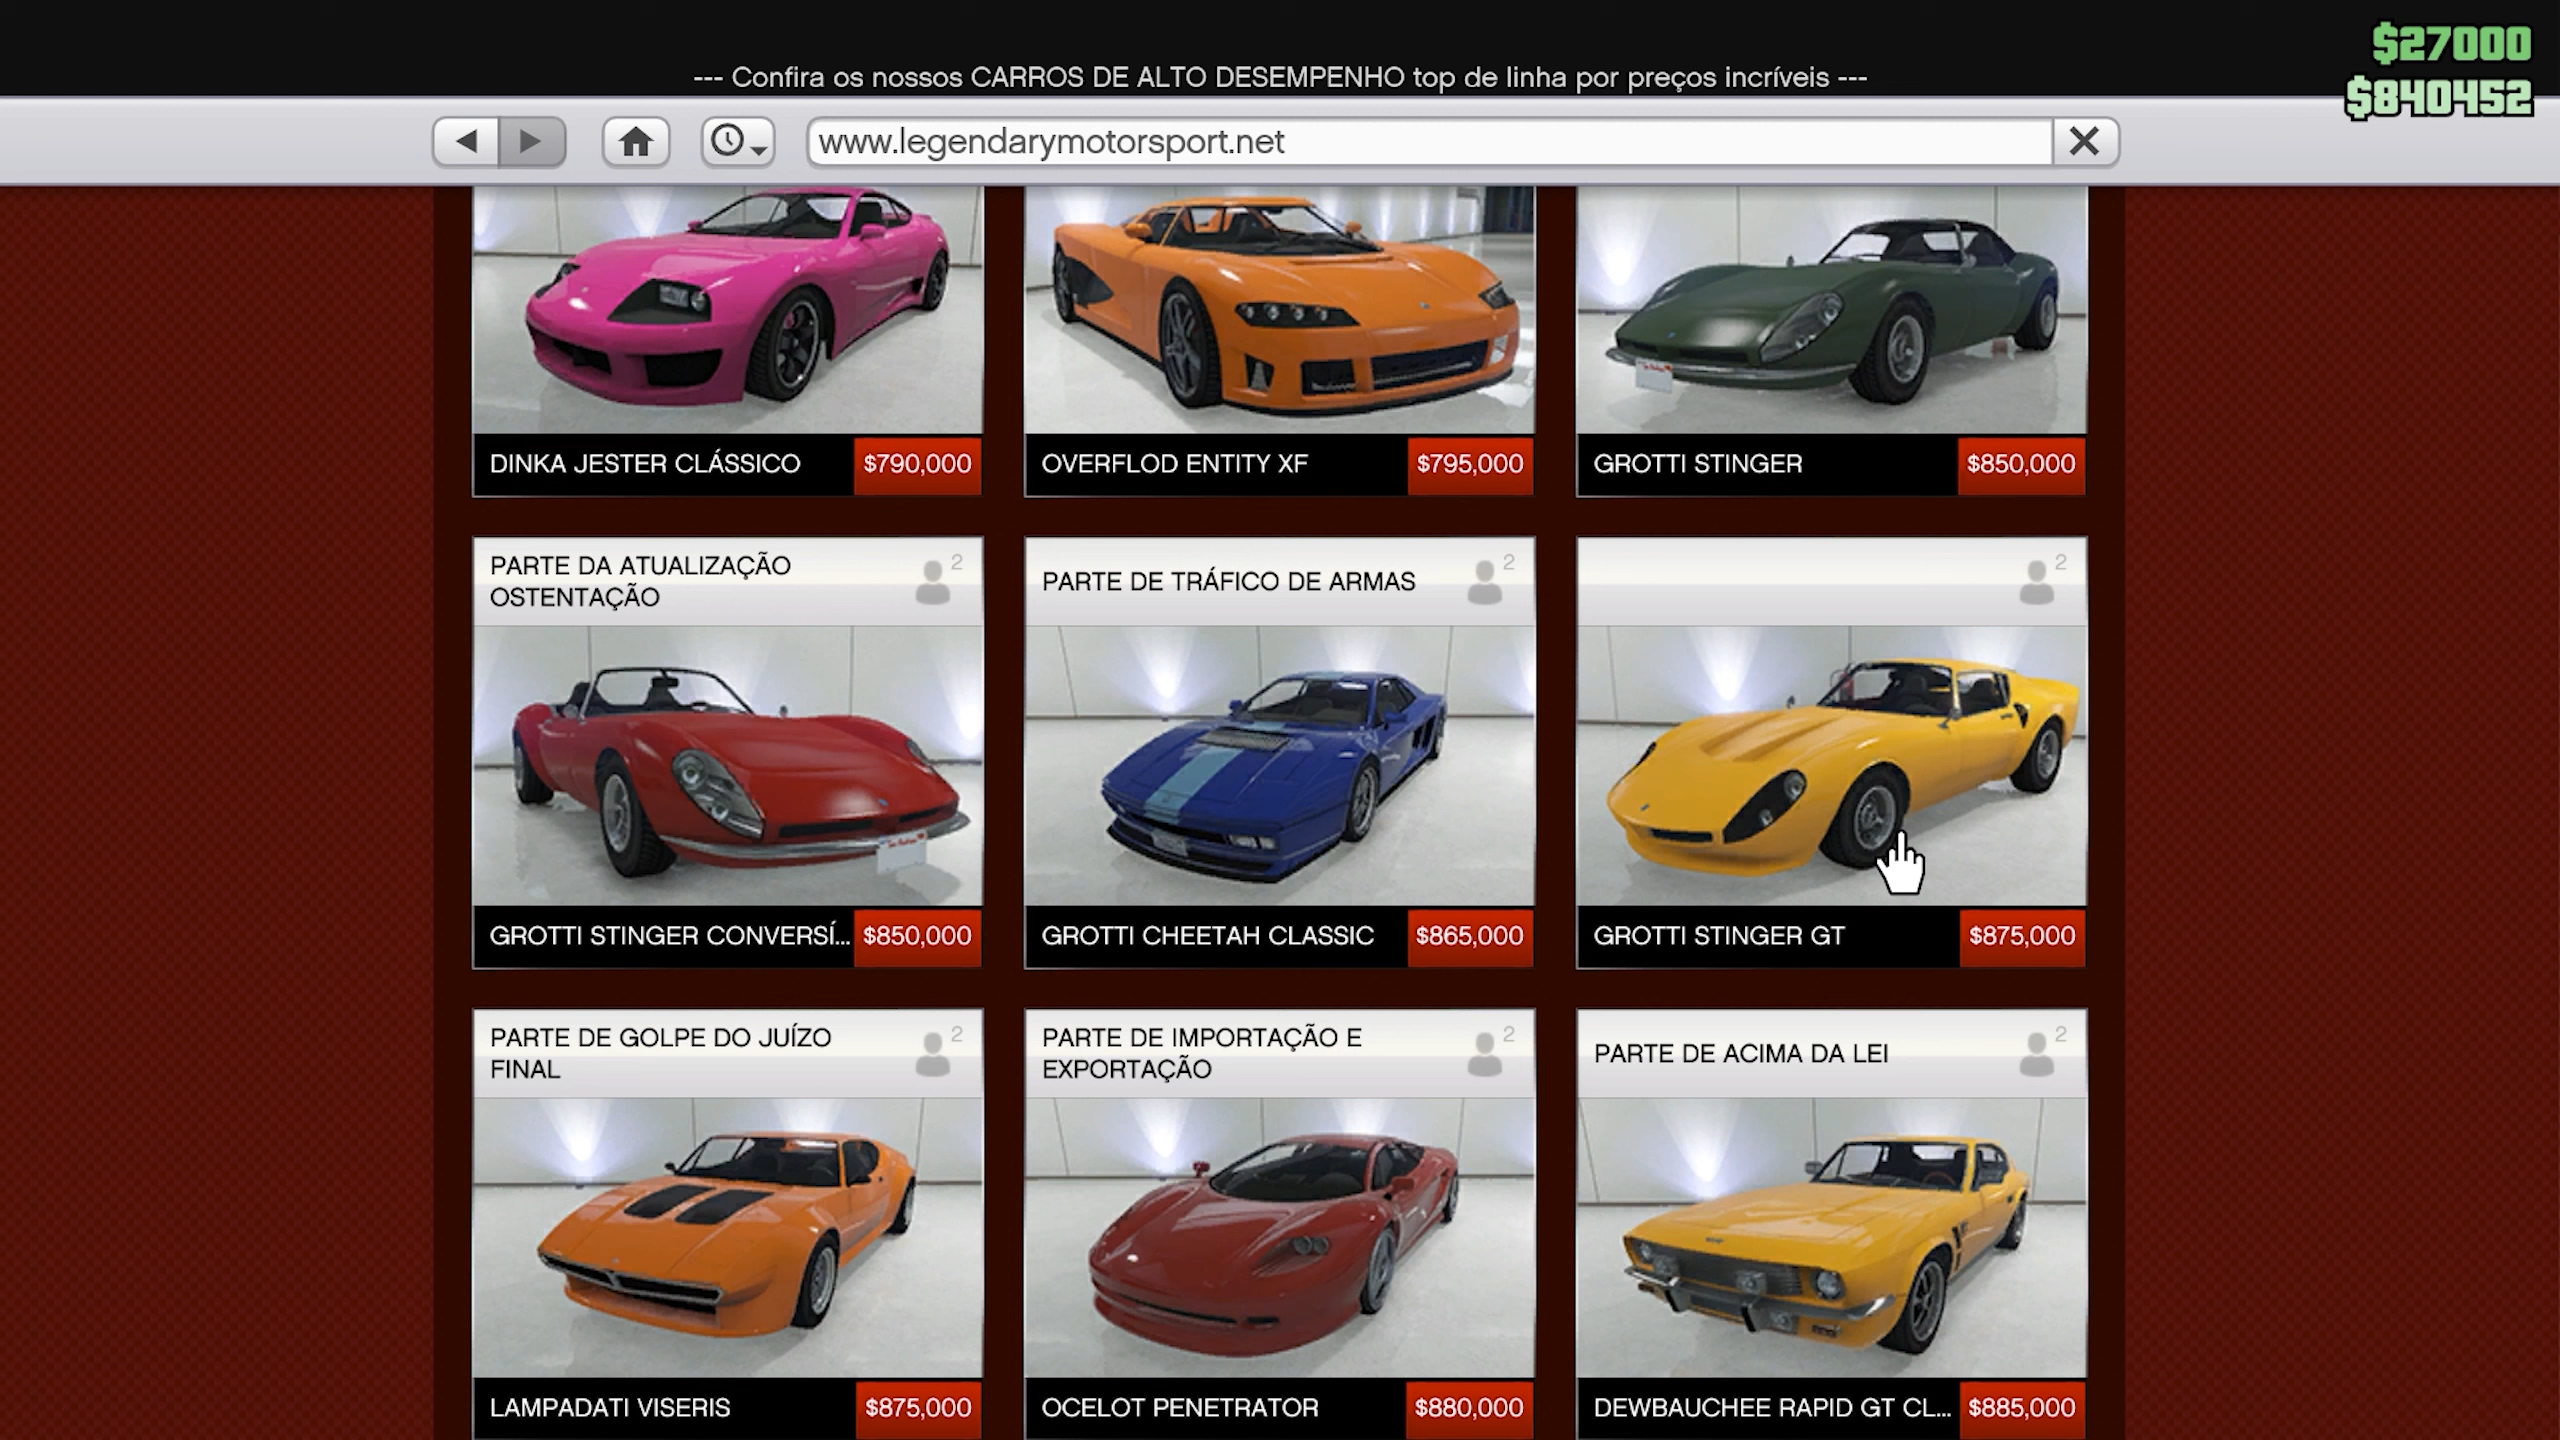 $27000
--- Confira os nossos CARROS DE ALTO DESEMPENHO top de linha por preços incríveis ---
$840452
www.legendarymotorsport.net
DINKA JESTER CLÁSSICO $790,000
OVERFLOD ENTITY XF $795,000
GROTTI STINGER $850,000
PARTE DA ATUALIZAÇÃO
OSTENTAÇÃO
2
PARTE DE TRÁFICO DE ARMAS
2
2
GROTTI STINGER CONVERSÍ... $850,000
GROTTI CHEETAH CLASSIC $865,000
GROTTI STINGER GT $875,000
PARTE DE GOLPE DO JUÍZO
FINAL
2
PARTE DE IMPORTAÇÃO E
EXPORTAÇÃO
2
PARTE DE ACIMA DA LEI
2
LAMPADATI VISERIS $875,000
OCELOT PENETRATOR $880,000
DEWBAUCHEE RAPID GT CL... $885,000